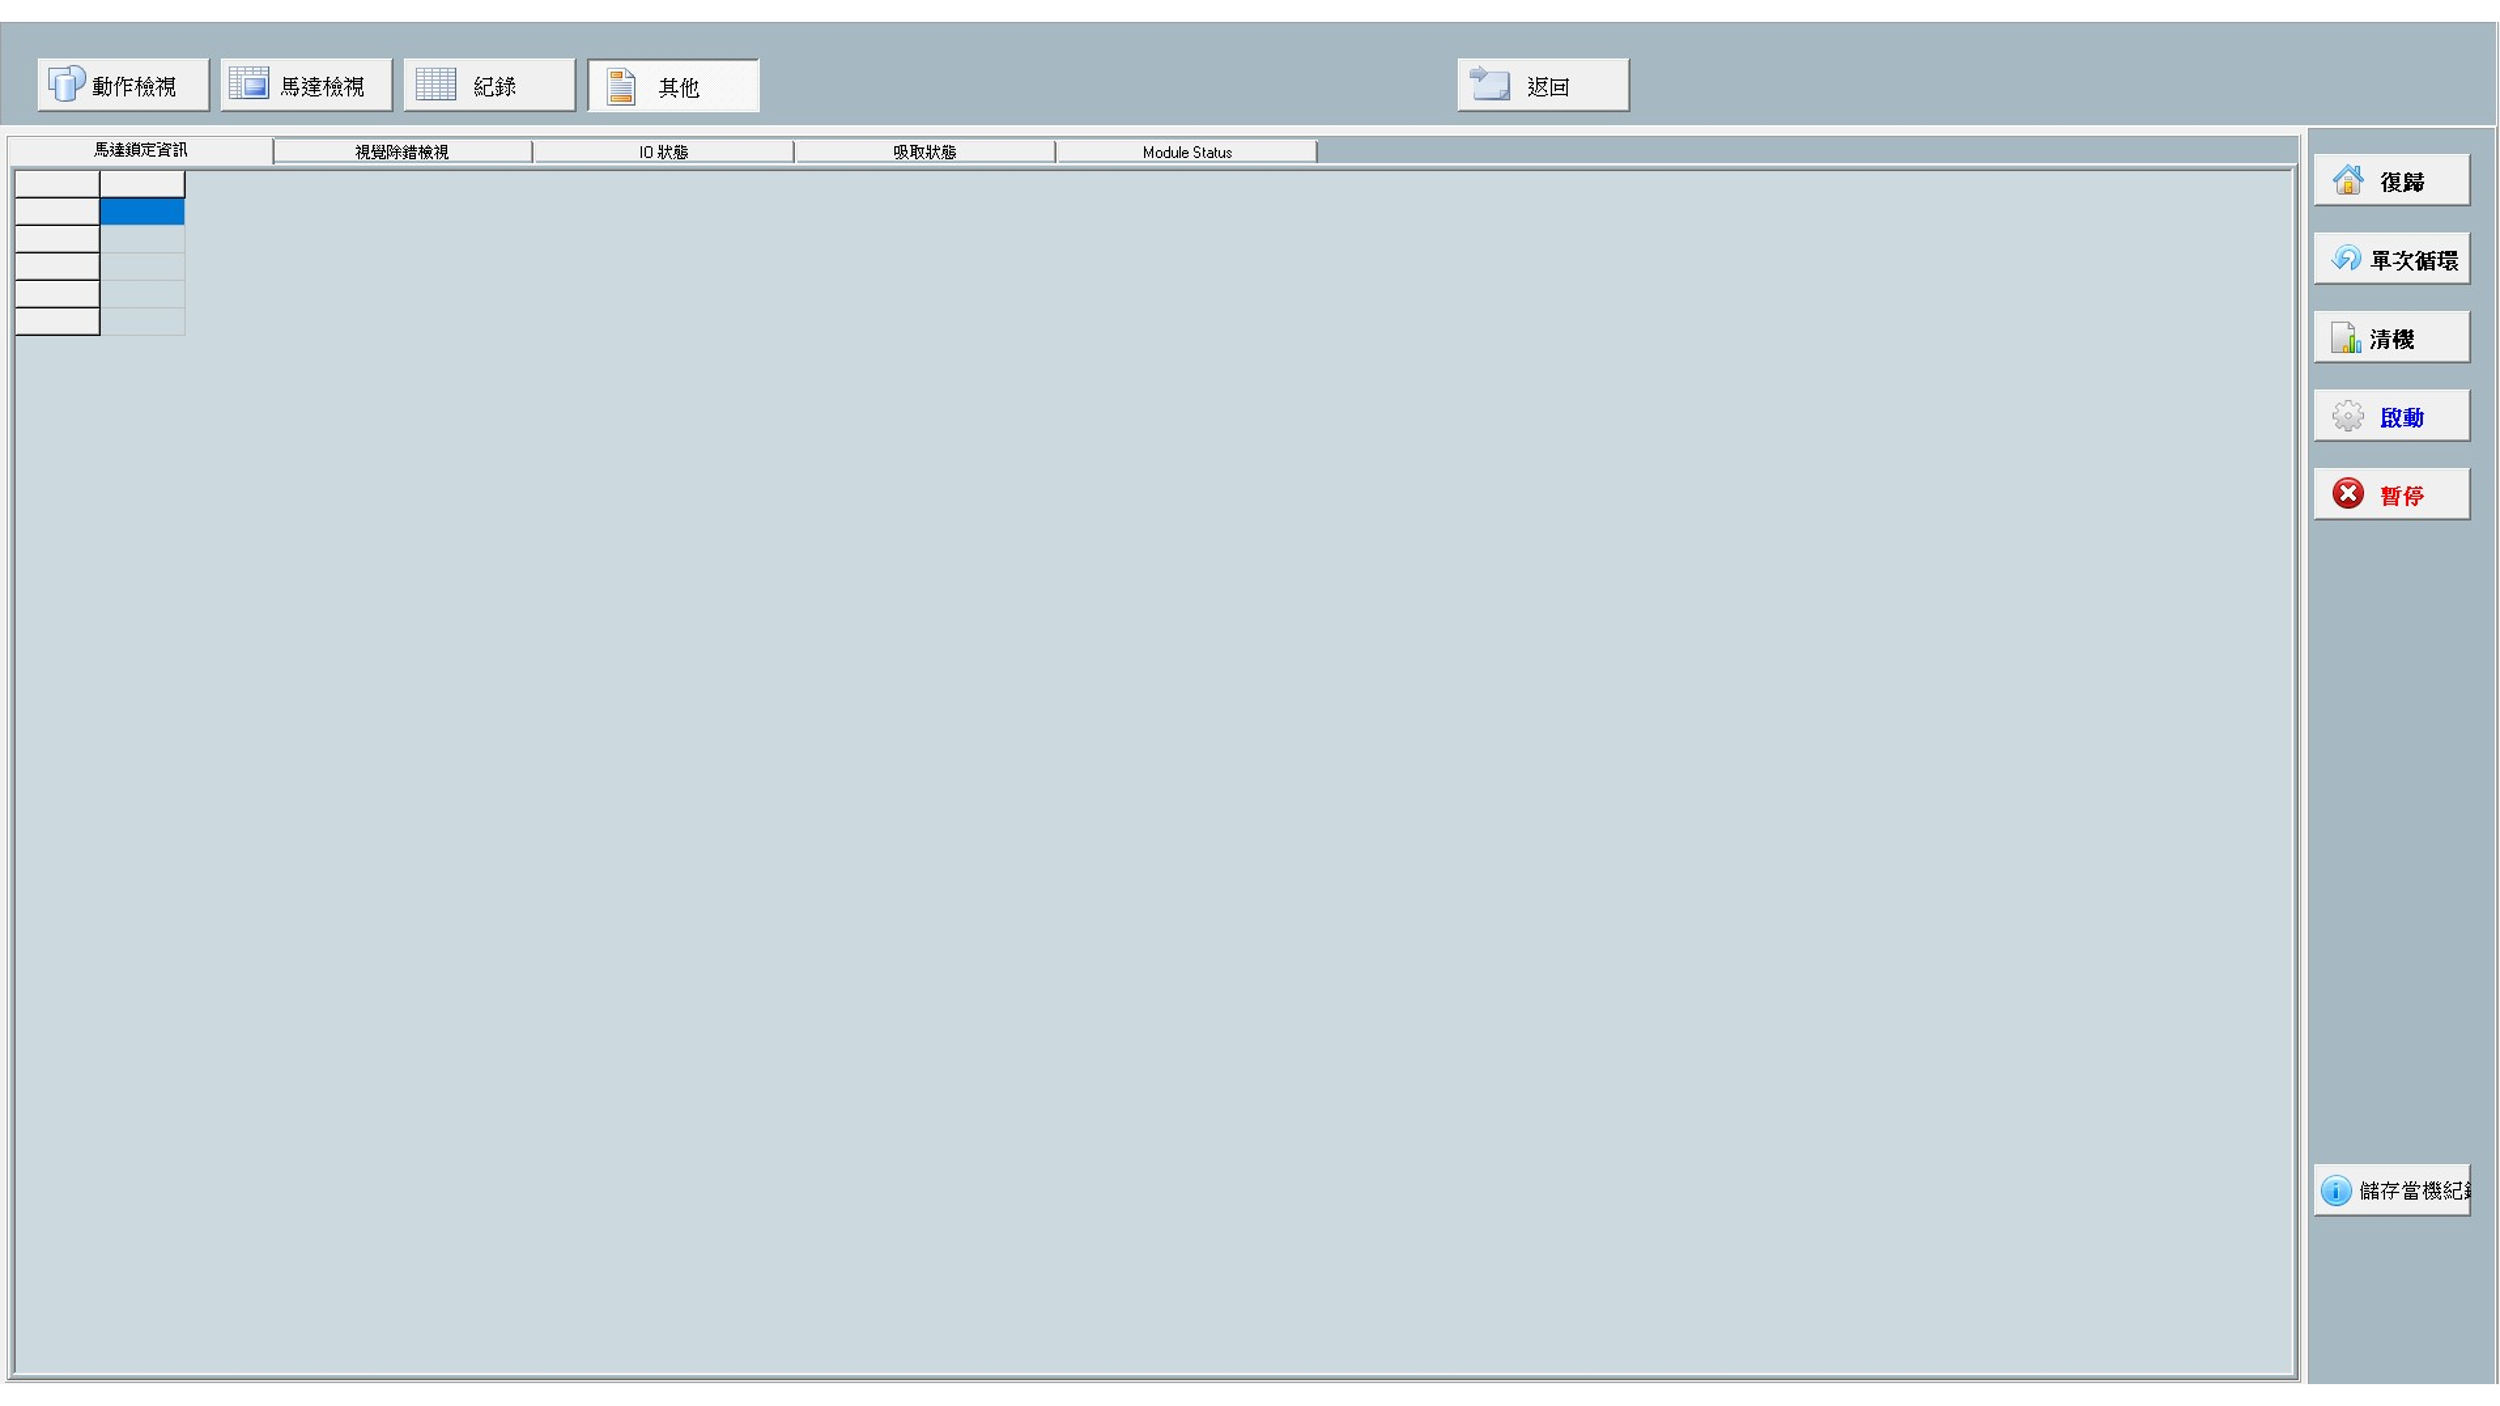 動作檢視
馬達檢視
紀錄
其他
返回
馬達鎖定資訊
視覺除錯檢視
IO 狀態
吸取狀態
Module Status
復歸
單次循環
清機
啟動
暫停
儲存當機紀